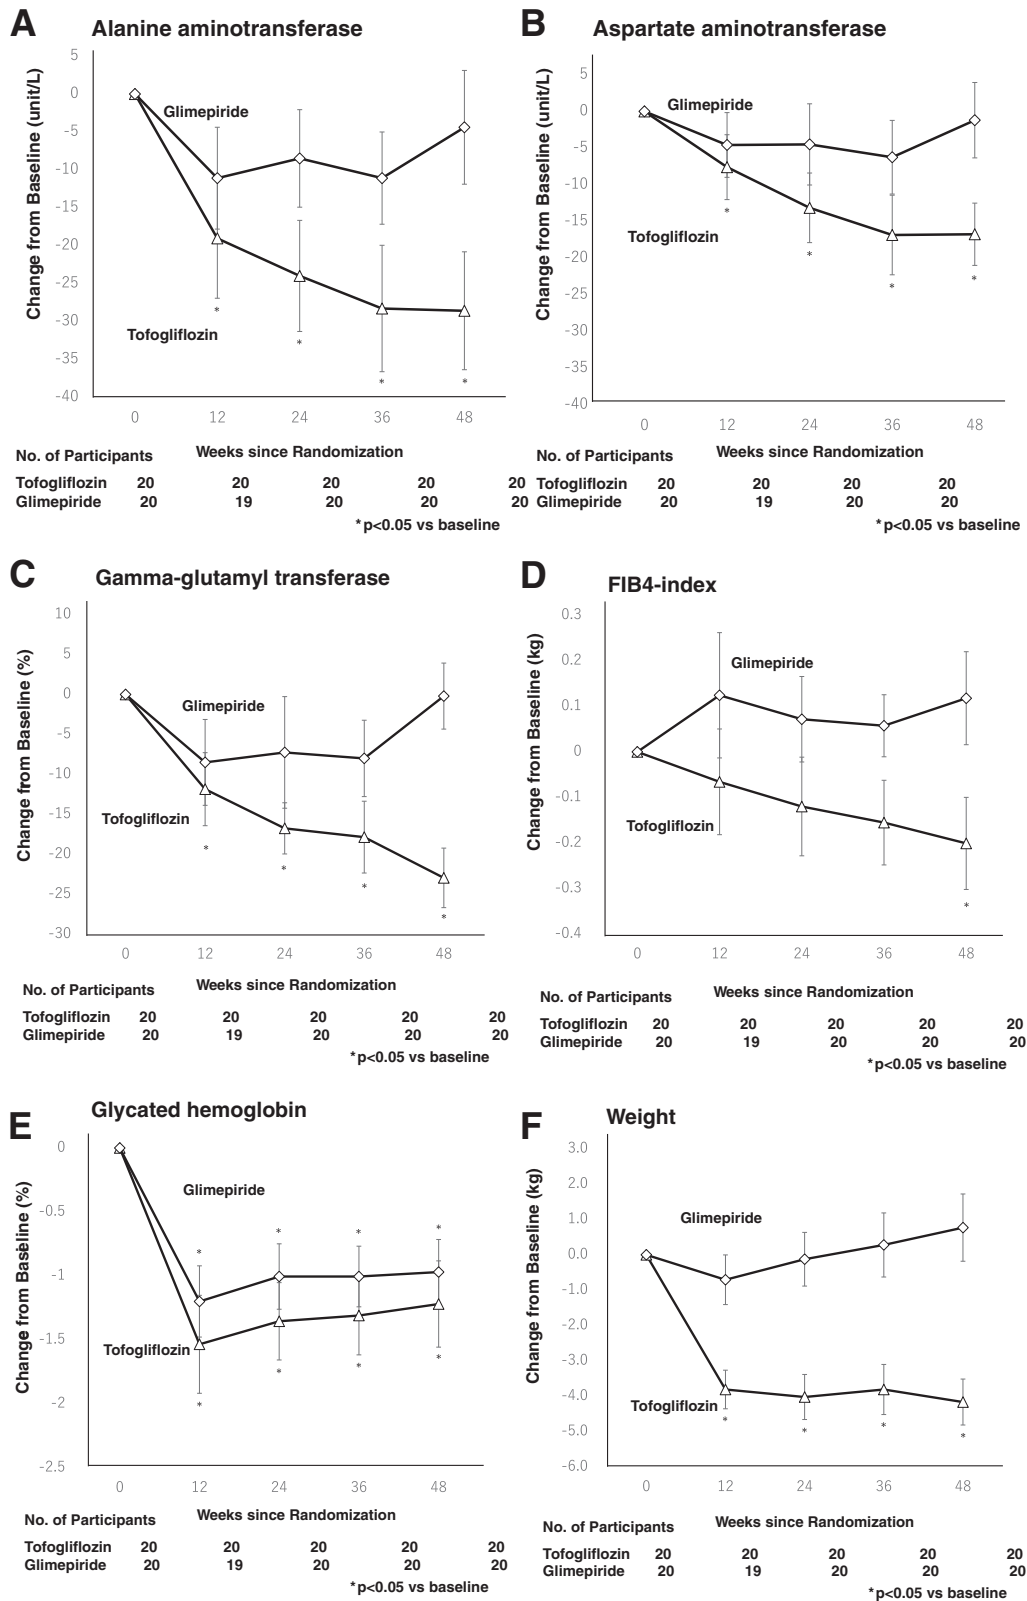 A Alanine aminotransferase
Change from Baseline (unit/L)
5
0
-5
-10
-15
-20
-25
-30
-35
-40
Glimepiride
Tofogliflozin
* * * *
0 12 24 36 48
Weeks since Randomization
No. of Participants
Tofogliflozin 20 20 20 20 20
Glimepiride 20 19 20 20 20
*p<0.05 vs baseline
B Aspartate aminotransferase
Change from Baseline (unit/L)
5
0
-5
-10
-15
-20
-25
-30
-35
-40
Glimepiride
Tofogliflozin
* * * *
0 12 24 36 48
Weeks since Randomization
No. of Participants
Tofogliflozin 20 20 20 20
Glimepiride 20 19 20 20
*p<0.05 vs baseline
C Gamma-glutamyl transferase
Change from Baseline (%)
10
5
0
-5
-10
-15
-20
-25
-30
Glimepiride
Tofogliflozin
* * * *
0 12 24 36 48
Weeks since Randomization
No. of Participants
Tofogliflozin 20 20 20 20 20
Glimepiride 20 19 20 20 20
*p<0.05 vs baseline
D FIB4-index
Change from Baseline (kg)
0.3
0.2
0.1
0
-0.1
-0.2
-0.3
-0.4
Glimepiride
Tofogliflozin
*
0 12 24 36 48
Weeks since Randomization
No. of Participants
Tofogliflozin 20 20 20 20 20
Glimepiride 20 19 20 20 20
*p<0.05 vs baseline
E Glycated hemoglobin
Change from Baseline (%)
0
-0.5
-1
-1.5
-2
-2.5
Glimepiride
* * * *
Tofogliflozin
* * * *
0 12 24 36 48
Weeks since Randomization
No. of Participants
Tofogliflozin 20 20 20 20 20
Glimepiride 20 19 20 20 20
*p<0.05 vs baseline
F Weight
Change from Baseline (kg)
3.0
2.0
1.0
0.0
-1.0
-2.0
-3.0
-4.0
-5.0
-6.0
Glimepiride
Tofogliflozin
* * * *
0 12 24 36 48
Weeks since Randomization
No. of Participants
Tofogliflozin 20 20 20 20 20
Glimepiride 20 19 20 20 20
*p<0.05 vs baseline